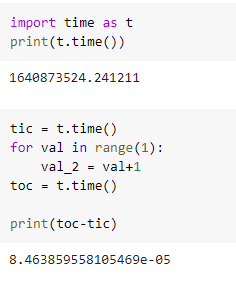 import time as t
print(t.time())
1640873524.241211
tic = t.time()
for val in range(1):
    val_2 = val+1
toc = t.time()
print(toc-tic)
8.463859558105469e-05